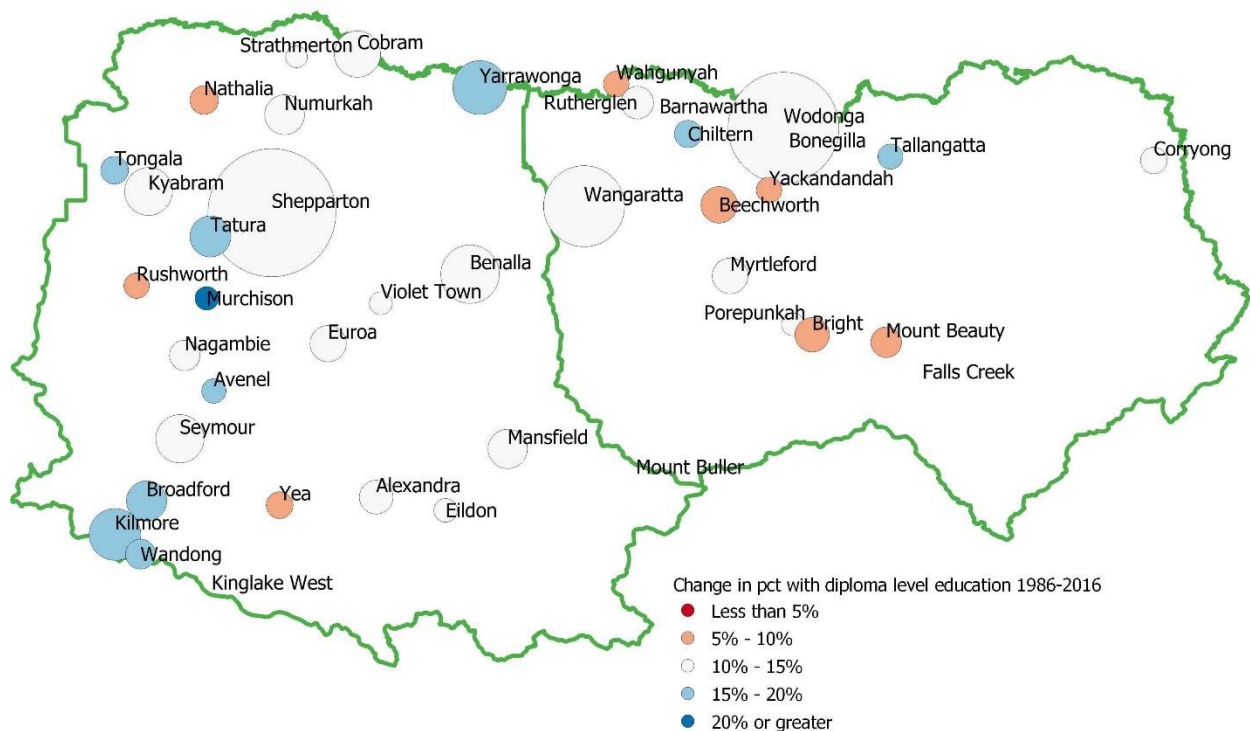 Strathmerton
Cobram
Nathalia
Numurkah
Yarrawonga
Wahgunyah
Rutherglen
Barnawartha
Chiltern
Wodonga
Bonegilla
Tallangatta
Corryong
Tongala
Kyabram
Shepparton
Tatura
Wangaratta
Yackandandah
Beechworth
Rushworth
Murchison
Benalla
Violet Town
Myrtleford
Nagambie
Euroa
Porepunkah
Bright
Mount Beauty
Avenel
Falls Creek
Seymour
Mansfield
Mount Buller
Broadford
Yea
Alexandra
Eildon
Kilmore
Wandong
Kinglake West
Change in pct with diploma level education 1986-2016
Less than 5%
5% - 10%
10% - 15%
15% - 20%
20% or greater